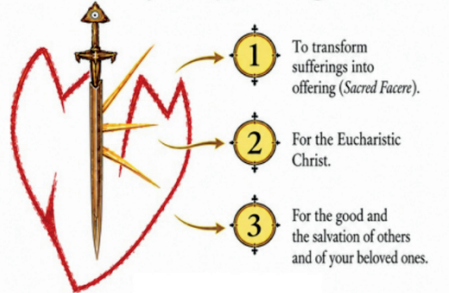 1
To transform
sufferings into
offering (Sacred Facere).
2
For the Eucharistic
Christ.
3
For the good and
the salvation of others
and of your beloved ones.